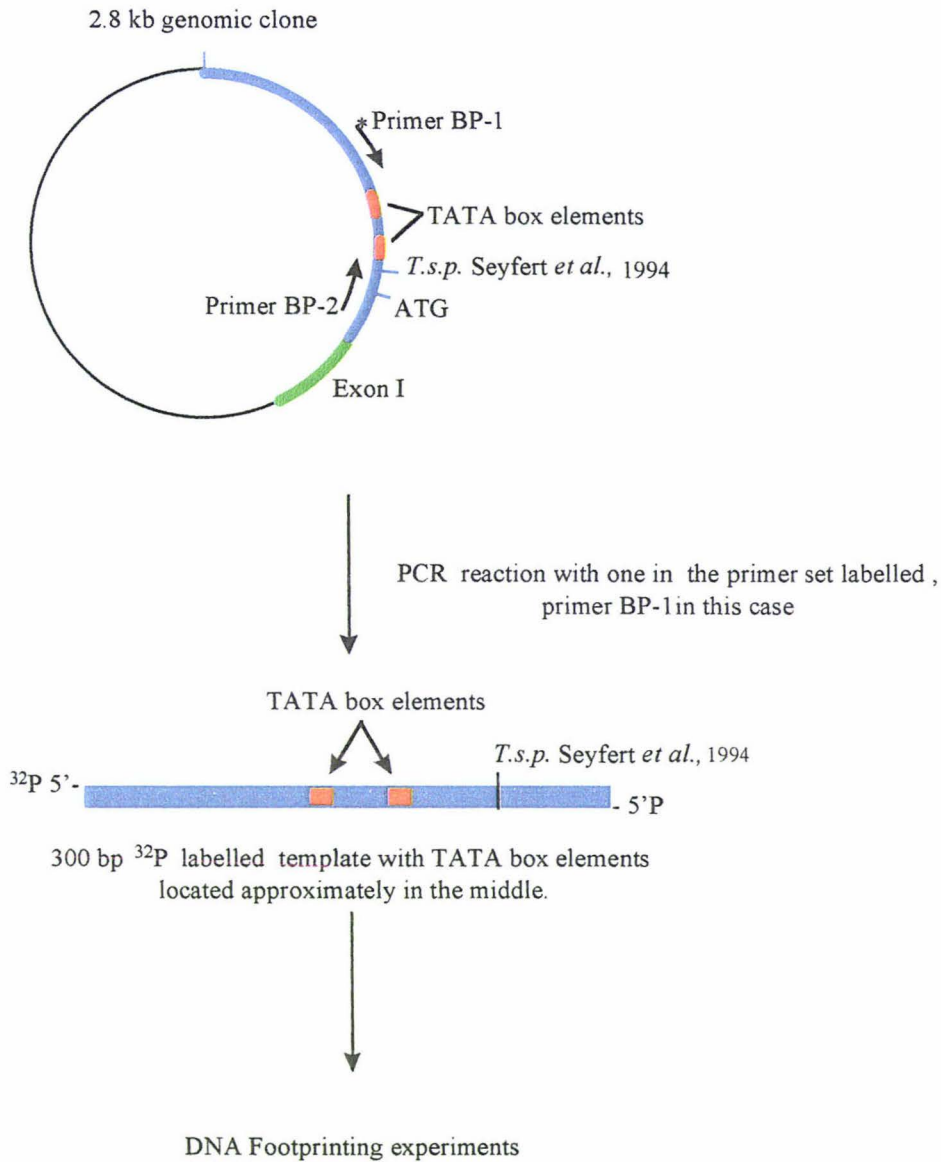 2.8 kb genomic clone
*Primer BP-1
TATA box elements
T.s.p. Seyfert et al., 1994
Primer BP-2
ATG
Exon I
PCR reaction with one in the primer set labelled ,
primer BP-1in this case
TATA box elements
T.s.p. Seyfert et al., 1994
32P 5'-
- 5'P
300 bp 32P labelled template with TATA box elements
located approximately in the middle.
DNA Footprinting experiments